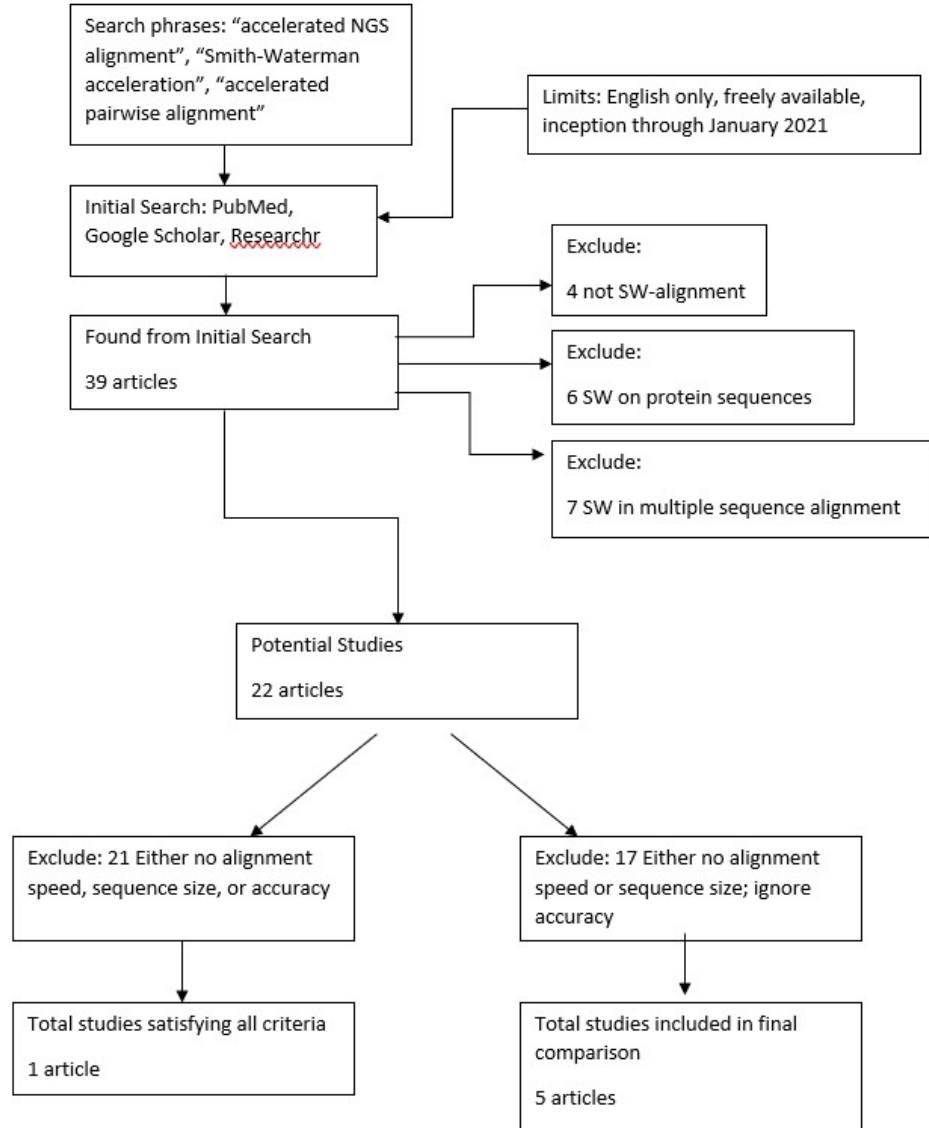 Search phrases: “accelerated NGS
alignment”, “Smith-Waterman
acceleration”, “accelerated
pairwise alignment”
Limits: English only, freely available,
inception through January 2021
Initial Search: PubMed,
Google Scholar, Researchr
Exclude:
4 not SW-alignment
Found from Initial Search
39 articles
Exclude:
6 SW on protein sequences
Exclude:
7 SW in multiple sequence alignment
Potential Studies
22 articles
Exclude: 21 Either no alignment
speed, sequence size, or accuracy
Exclude: 17 Either no alignment
speed or sequence size; ignore
accuracy
Total studies satisfying all criteria
1 article
Total studies included in final
comparison
5 articles